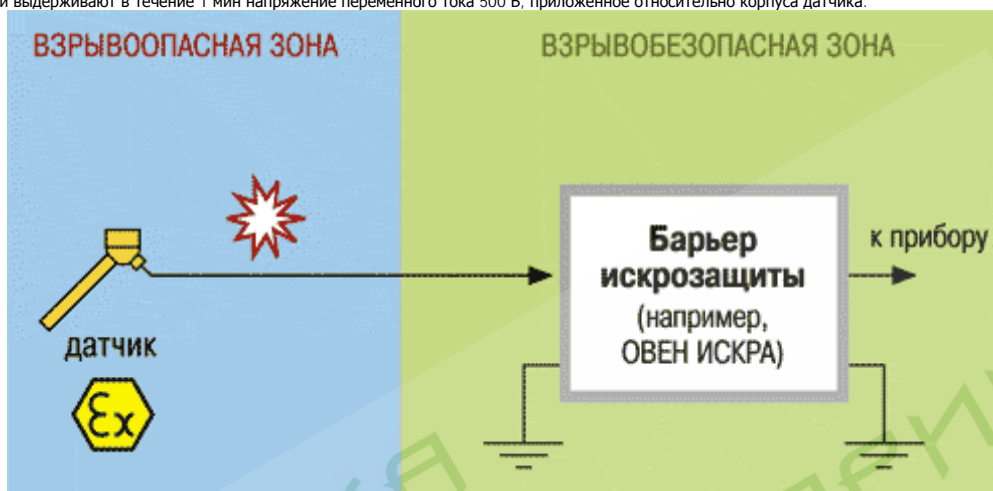 и выдерживают в течение 1 мин напряжение переменного тока 500 В, приложенное относительно корпуса датчика.
ВЗРЫВООПАСНАЯ ЗОНА
ВЗРЫВОБЕЗОПАСНАЯ ЗОНА
Барьер
искрозащиты
(например,
ОВЕН ИСКРА)
к прибору
датчик
Ex